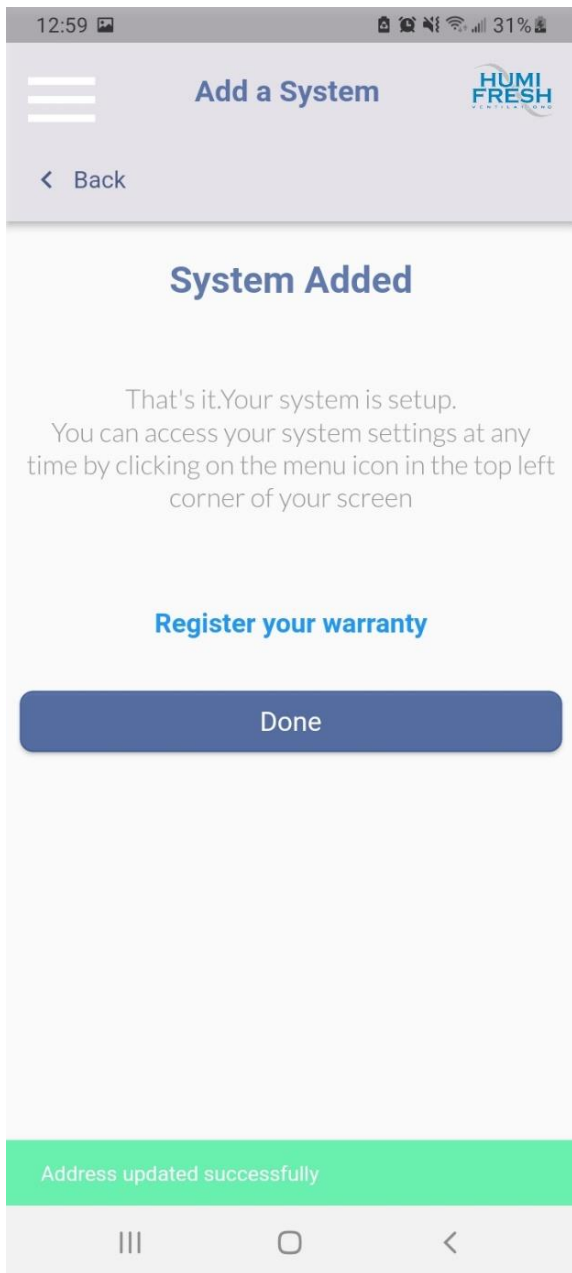 12:59 31%
Add a System
HUMI
FRESH
VENTILATIONS
Back
System Added
That's it.Your system is setup.
You can access your system settings at any
time by clicking on the menu icon in the top left
corner of your screen
Register your warranty
Done
Address updated successfully